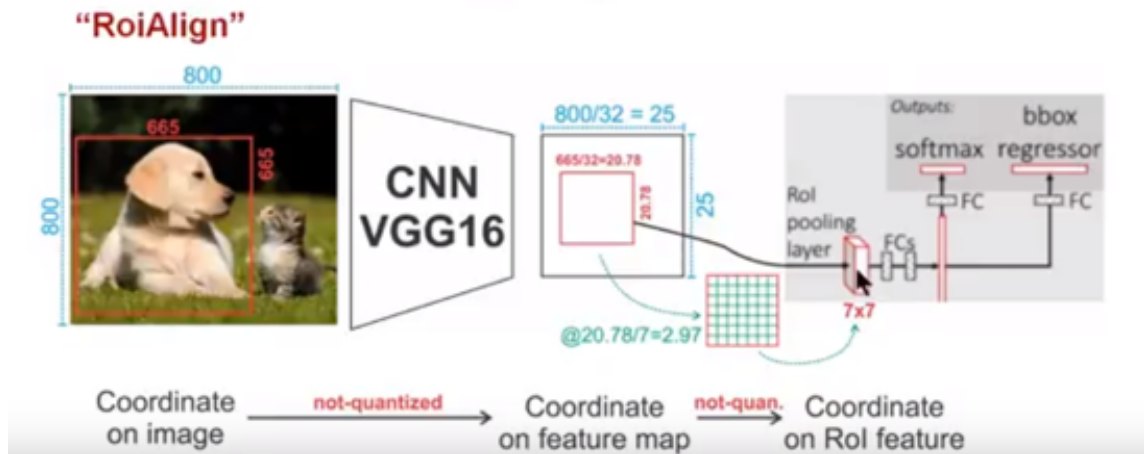 “RoiAlign”
800
800
665
665
CNN
VGG16
800/32 = 25
25
665/32=20.78
20.78
@20.78/7=2.97
Outputs:
softmax
bbox
regressor
FC
FC
RoI
pooling
layer
FCs
7x7
Coordinate
on image
not-quantized
Coordinate
on feature map
not-quan.
Coordinate
on RoI feature